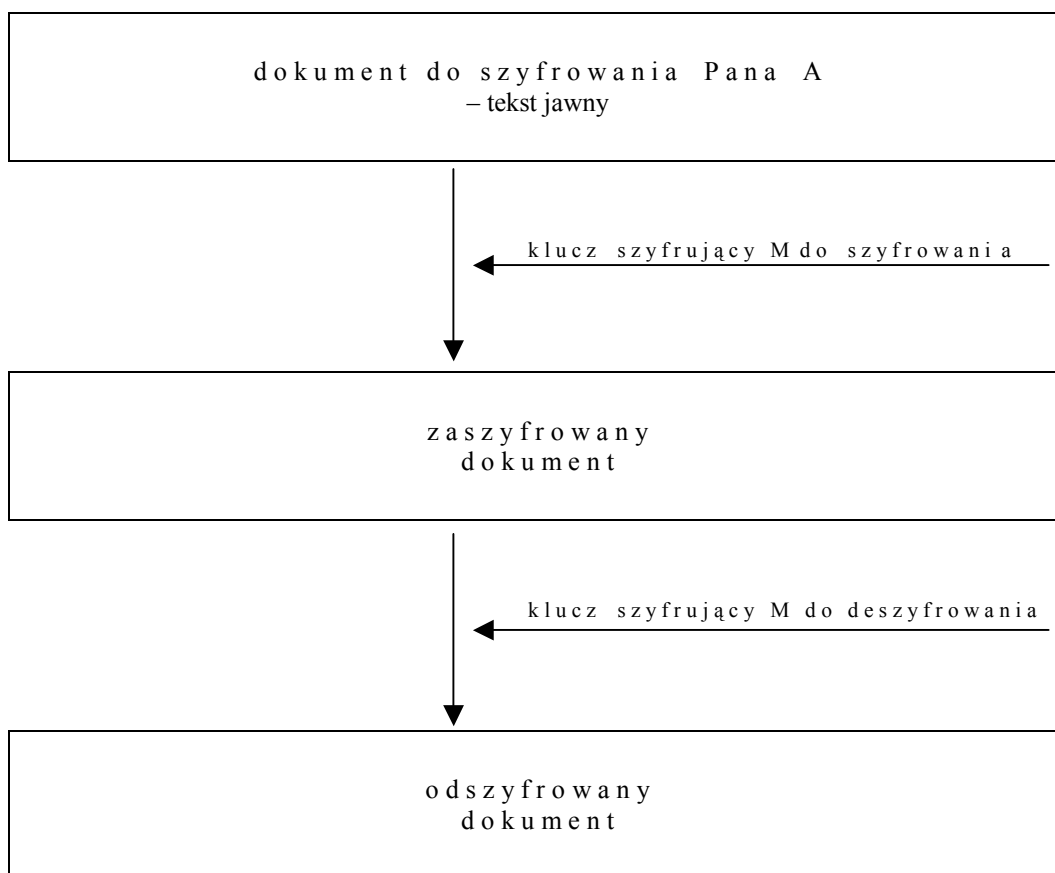 dokument do szyfrowania Pana A
– tekst jawny
klucz szyfrujący M do szyfrowania
zaszyfrowany
dokument
klucz szyfrujący M do deszyfrowania
odszyfrowany
dokument